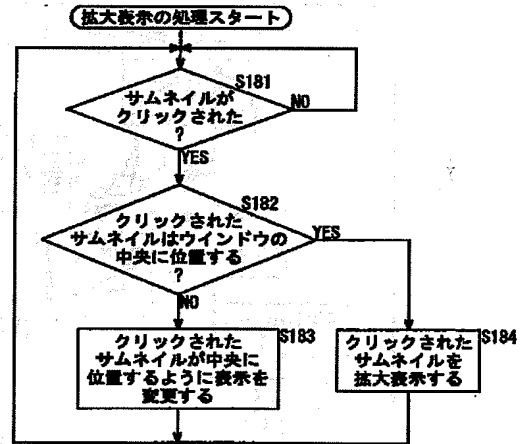 拡大表示の処理スタート
S181
サムネイルが
クリックされた
?
NO
YES
S182
クリックされた
サムネイルはウインドウの
中央に位置する
?
YES
NO
S183
クリックされた
サムネイルが中央に
位置するように表示を
変更する
S184
クリックされた
サムネイルを
拡大表示する